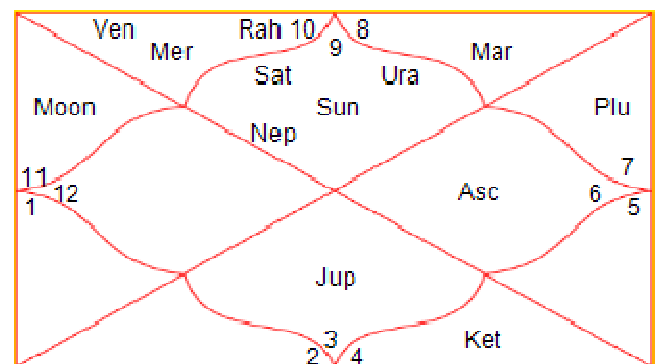 Ven Rah 10 8
Mer 9 Mar
Sat Ura
Moon Sun Plu
Nep
11 7
12 Asc 6
1 5
Jup
3 Ket
2 4